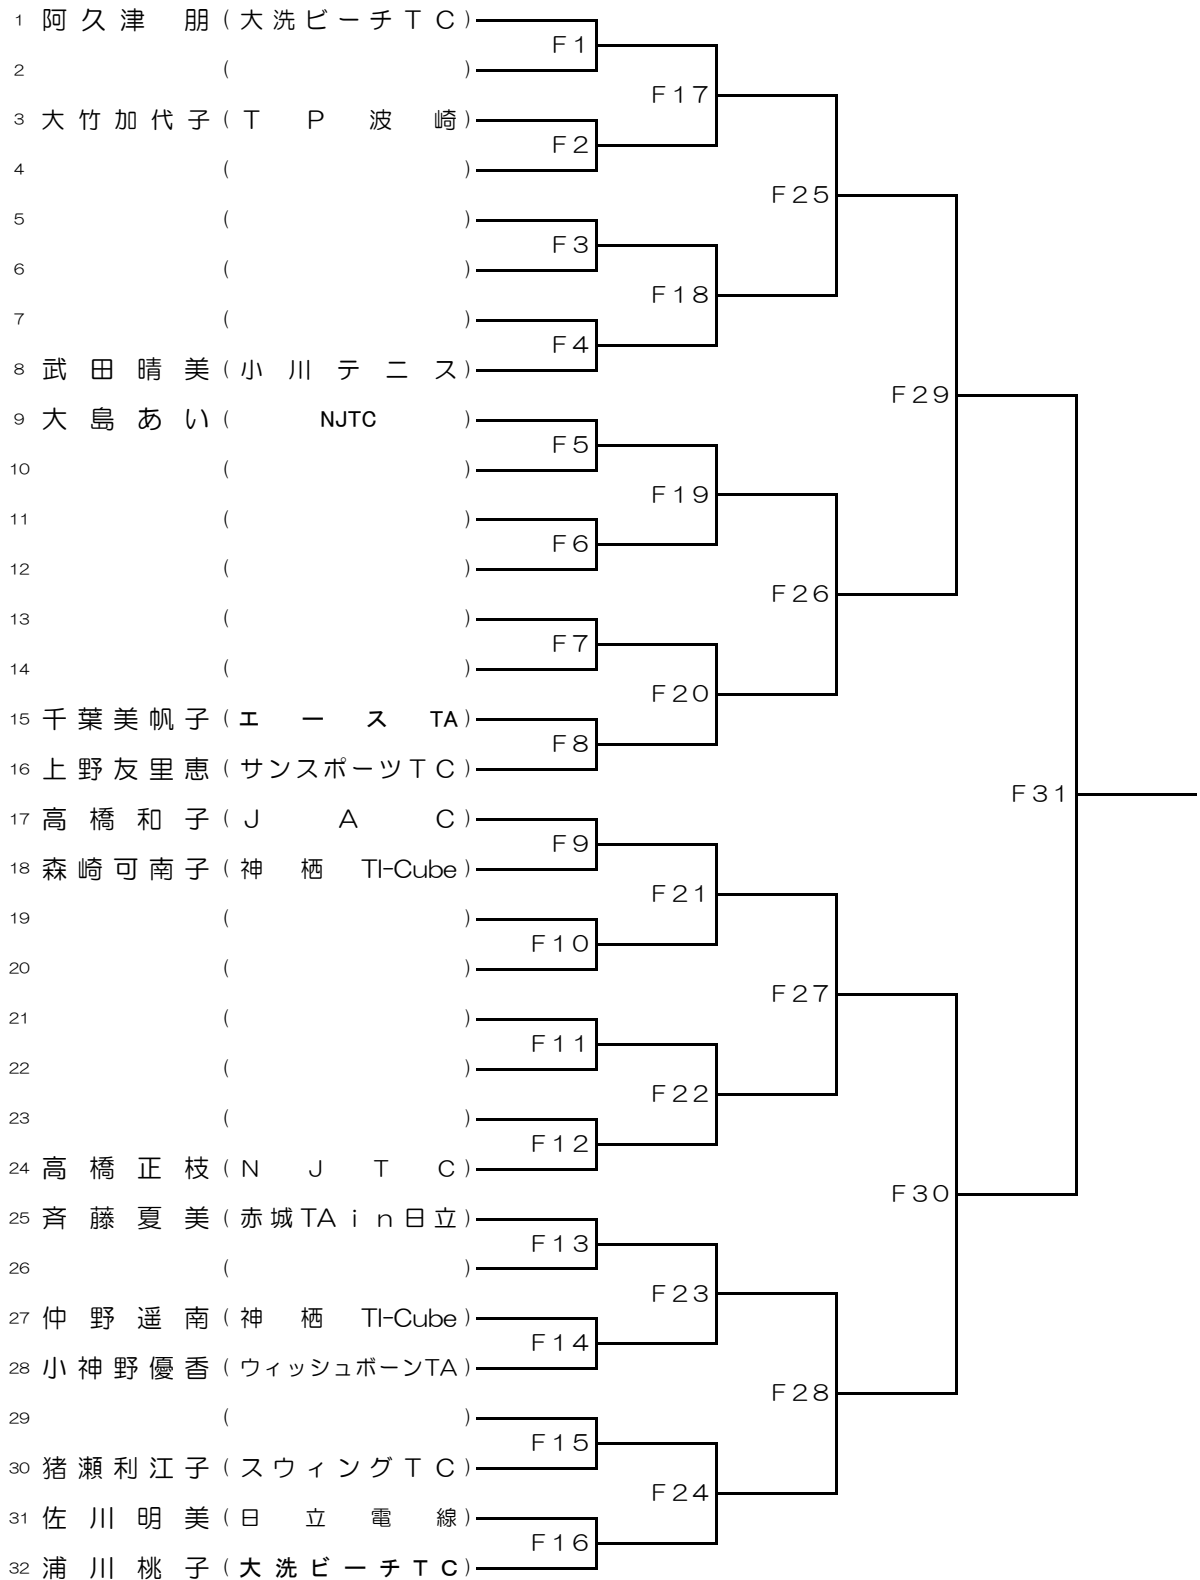 1 阿久津 朋 (大洗ビーチTC)
F1
2 ( )
F17
3 大竹加代子 (TP波崎)
F2
4 ( )
F25
5 ( )
F3
6 ( )
F18
7 ( )
F4
8 武田晴美 (小川テニス)
F29
9 大島あい (NJTC)
F5
10 ( )
F19
11 ( )
F6
12 ( )
F26
13 ( )
F7
14 ( )
F20
15 千葉美帆子 (エースTA)
F8
16 上野友里恵 (サンスポーツTC)
F31
17 高橋和子 (JAC)
F9
18 森崎可南子 (神栖 TI-Cube)
F21
19 ( )
F10
20 ( )
F27
21 ( )
F11
22 ( )
F22
23 ( )
F12
24 高橋正枝 (NJTC)
F30
25 斉藤夏美 (赤城TAin日立)
F13
26 ( )
F23
27 仲野遥南 (神栖 TI-Cube)
F14
28 小神野優香 (ウィッシュボーンTA)
F28
29 ( )
F15
30 猪瀬利江子 (スウィングTC)
F24
31 佐川明美 (日立電線)
F16
32 浦川桃子 (大洗ビーチTC)